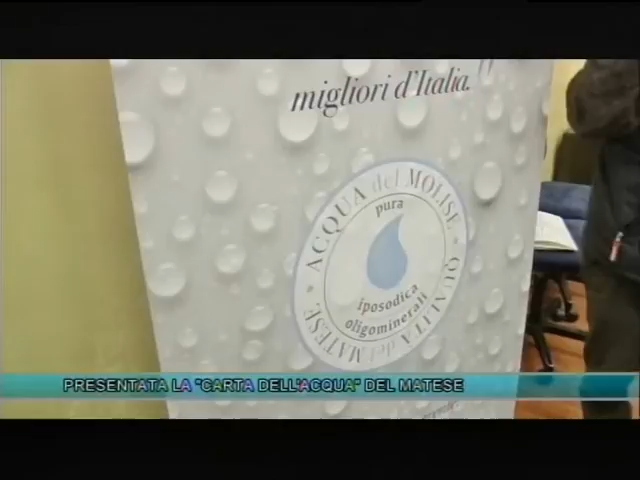 migliori d'Italia."
ACQUA del MOLISE
QUALITÀ del MATESE
pura
iposodica
oligominerali
PRESENTATA LA "CARTA DELL'ACQUA" DEL MATESE